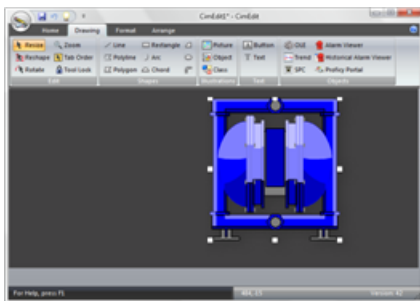 CimEdit1* - CimEdit
Home Drawing Format Arrange
Resize Zoom Line Rectangle Picture Button OLE Alarm Viewer
Reshape Tab Order Polyline Arc Object Text Trend Historical Alarm Viewer
Rotate Tool Lock Polygon Chord Class SPC Proficy Portal
Edit Shapes Illustrations Text Objects
For Help, press F1